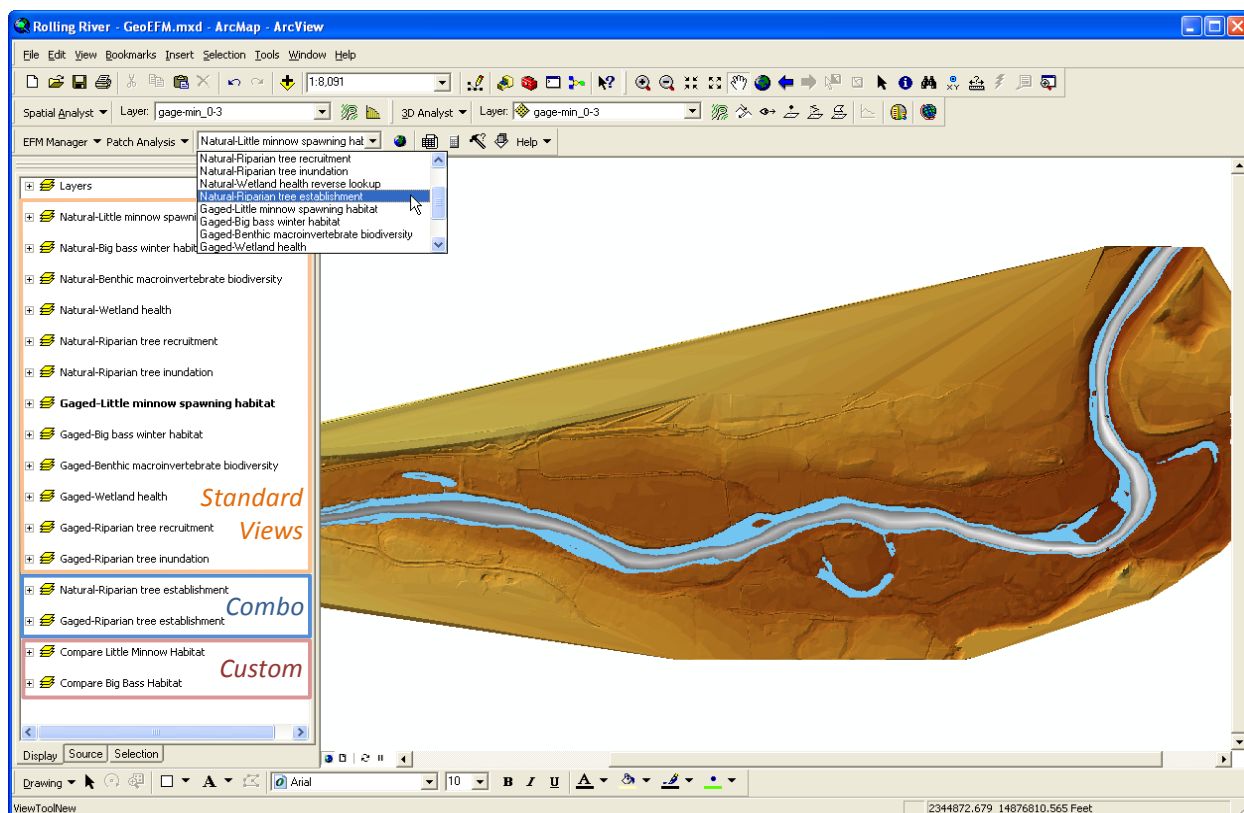 Rolling River - GeoEFM.mxd - ArcMap - ArcView
File Edit View Bookmarks Insert Selection Tools Window Help
1:8,091
Spatial Analyst Layer: gage-min_0-3 3D Analyst Layer: gage-min_0-3
EFM Manager Patch Analysis Natural-Little minnow spawning hal Help
Natural-Riparian tree recruitment
Natural-Riparian tree inundation
Natural-Wetland health reverse lookup
Natural-Riparian tree establishment
Gaged-Little minnow spawning habitat
Gaged-Big bass winter habitat
Gaged-Benthic macroinvertebrate biodiversity
Gaged-Wetland health
Layers
Natural-Little minnow spawni
Natural-Big bass winter habit
Natural-Benthic macroinvertebrate biodiversity
Natural-Wetland health
Natural-Riparian tree recruitment
Natural-Riparian tree inundation
Gaged-Little minnow spawning habitat
Gaged-Big bass winter habitat
Gaged-Benthic macroinvertebrate biodiversity
Gaged-Wetland health
Gaged-Riparian tree recruitment
Gaged-Riparian tree inundation
Standard
Views
Natural-Riparian tree establishment
Gaged-Riparian tree establishment
Combo
Compare Little Minnow Habitat
Compare Big Bass Habitat
Custom
Display Source Selection
Drawing A Arial 10 B I U A
ViewToolNew 2344872.679 14876810.565 Feet